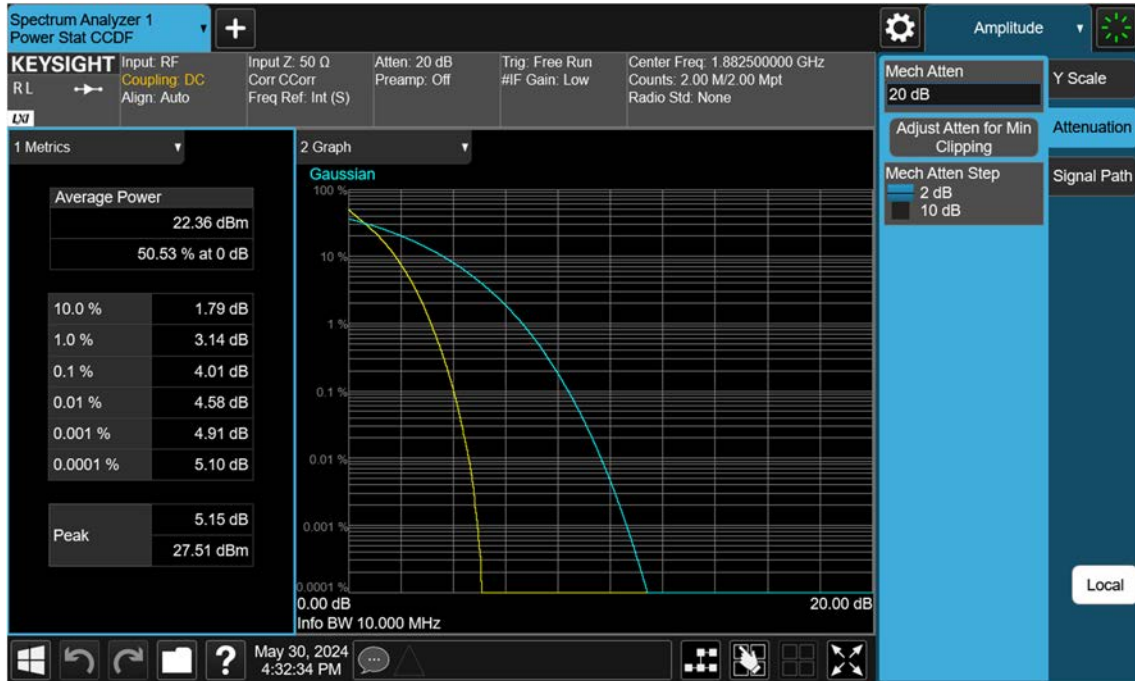 Spectrum Analyzer 1
Power Stat CCDF
+
Amplitude
KEYSIGHT
RL
LXI
Input: RF
Coupling: DC
Align: Auto
Input Z: 50 Ω
Corr CCorr
Freq Ref: Int (S)
Atten: 20 dB
Preamp: Off
Trig: Free Run
#IF Gain: Low
Center Freq: 1.882500000 GHz
Counts: 2.00 M/2.00 Mpt
Radio Std: None
1 Metrics
Average Power
22.36 dBm
50.53 % at 0 dB
10.0 % 1.79 dB
1.0 % 3.14 dB
0.1 % 4.01 dB
0.01 % 4.58 dB
0.001 % 4.91 dB
0.0001 % 5.10 dB
Peak
5.15 dB
27.51 dBm
2 Graph
Gaussian
100 %
10 %
1 %
0.1 %
0.01 %
0.001 %
0.0001 %
0.00 dB 20.00 dB
Info BW 10.000 MHz
Mech Atten
20 dB
Adjust Atten for Min
Clipping
Mech Atten Step
2 dB
10 dB
Y Scale
Attenuation
Signal Path
Local
?
May 30, 2024
4:32:34 PM